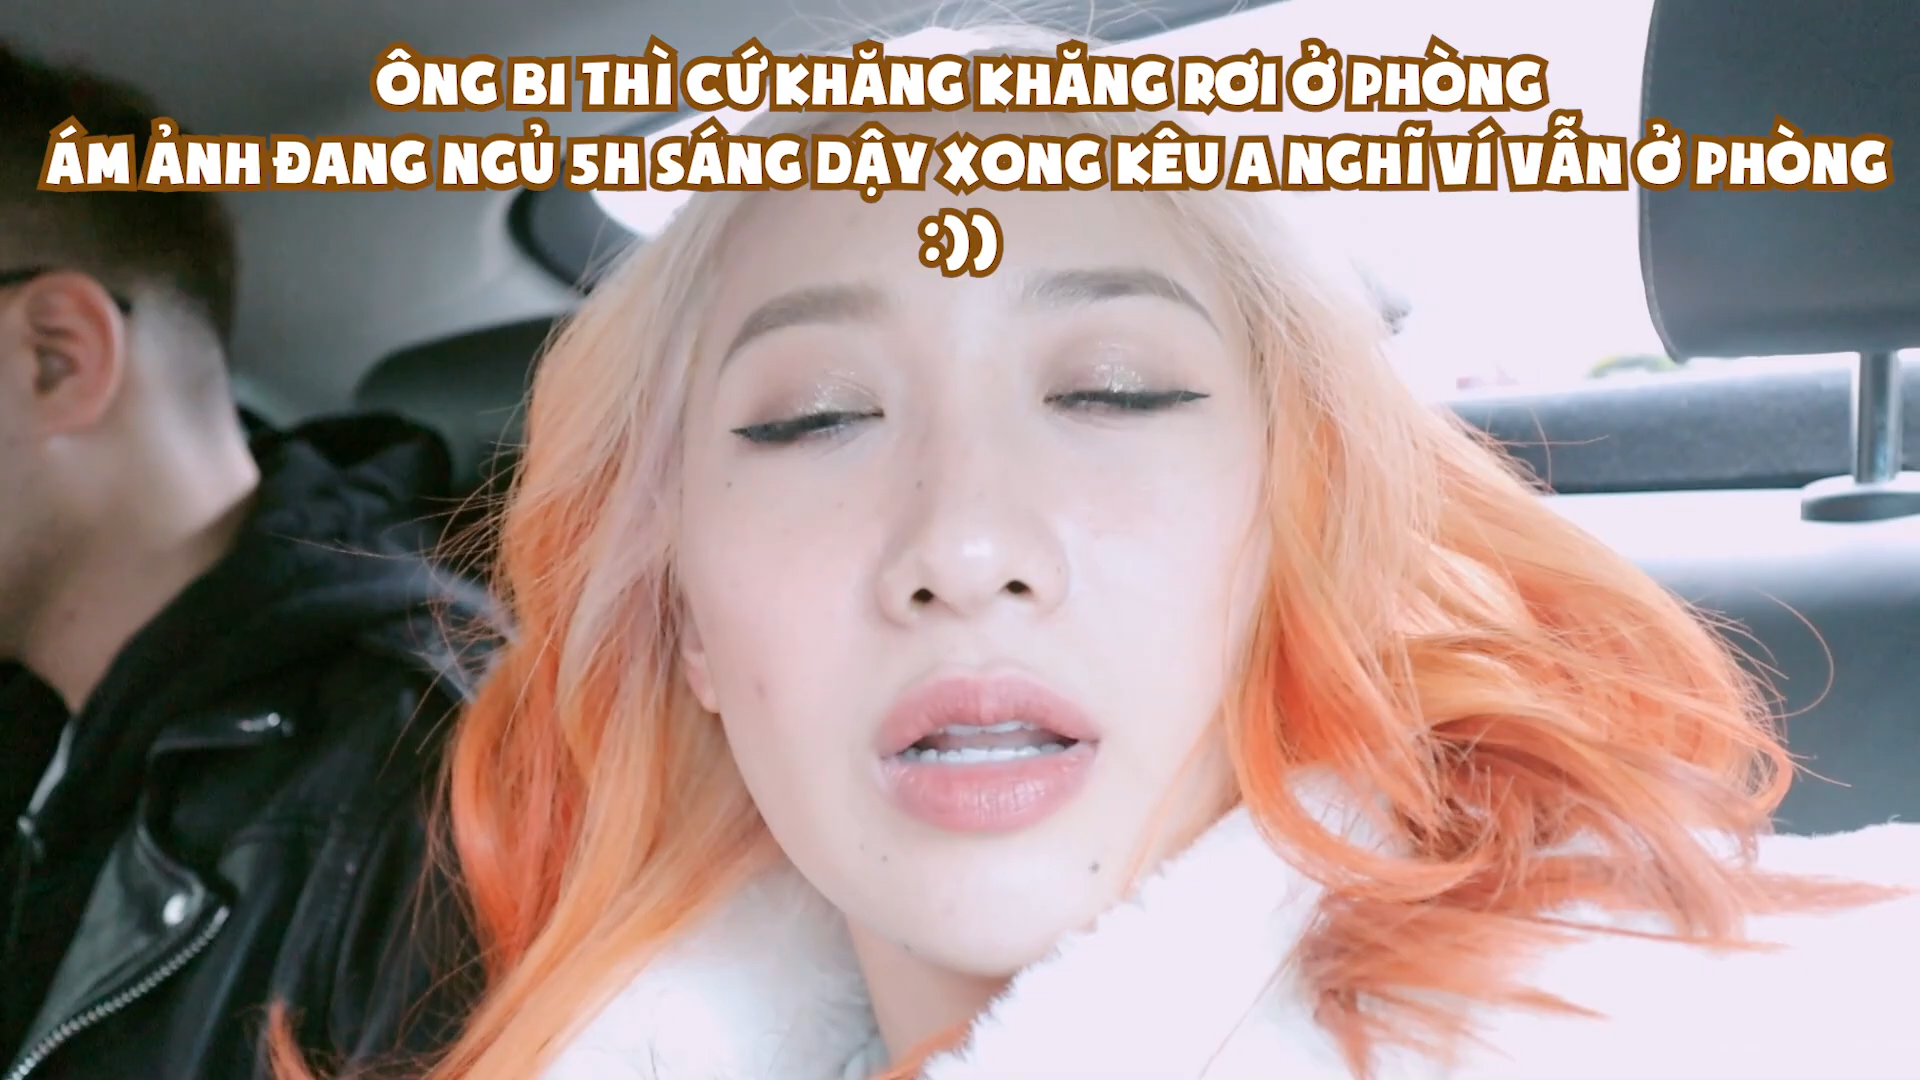 ÔNG BI THÌ CỨ KHĂNG KHĂNG RƠI Ở PHÒNG
ÁM ẢNH ĐANG NGỦ 5H SÁNG DẬY XONG KÊU A NGHĨ VÍ VẪN Ở PHÒNG
:))